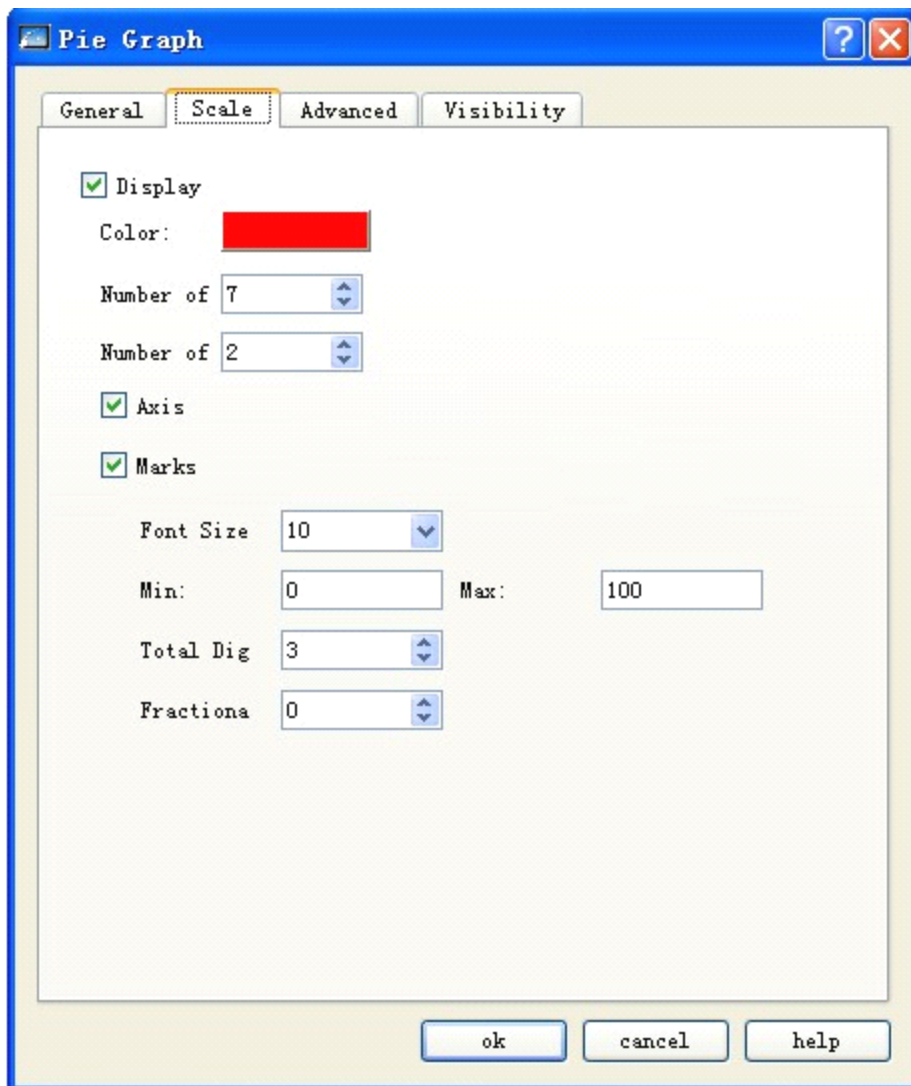 Pie Graph
General Scale Advanced Visibility
Display
Color:
Number of 7
Number of 2
Axis
Marks
Font Size 10
Min: 0 Max: 100
Total Dig 3
Fractiona 0
ok cancel help